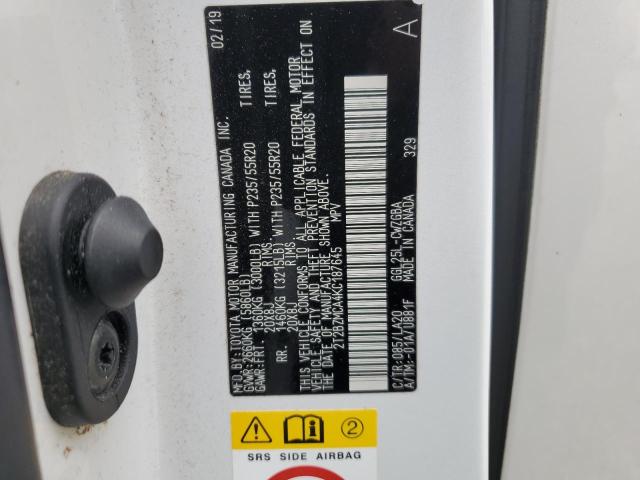 MFD.BY:TOYOTA MOTOR MANUFACTURING CANADA INC. 02/19
GVWR:2660KG (5860LB)
GAWR:FRT. 1360KG (3000LB) WITH P235/55R20 TIRES,
20X8J RIMS,
RR. 1460KG (3215LB) WITH P235/55R20 TIRES,
20X8J RIMS.
THIS VEHICLE CONFORMS TO ALL APPLICABLE FEDERAL MOTOR
VEHICLE SAFETY AND THEFT PREVENTION STANDARDS IN EFFECT ON
THE DATE OF MANUFACTURE SHOWN ABOVE.
2T2BZMCA4KC187645 MPV
A
C/TR:085/LA20 GGL25L-CWZGBA
A/TM:-01A/U881F MADE IN CANADA 329
2
SRS SIDE AIRBAG